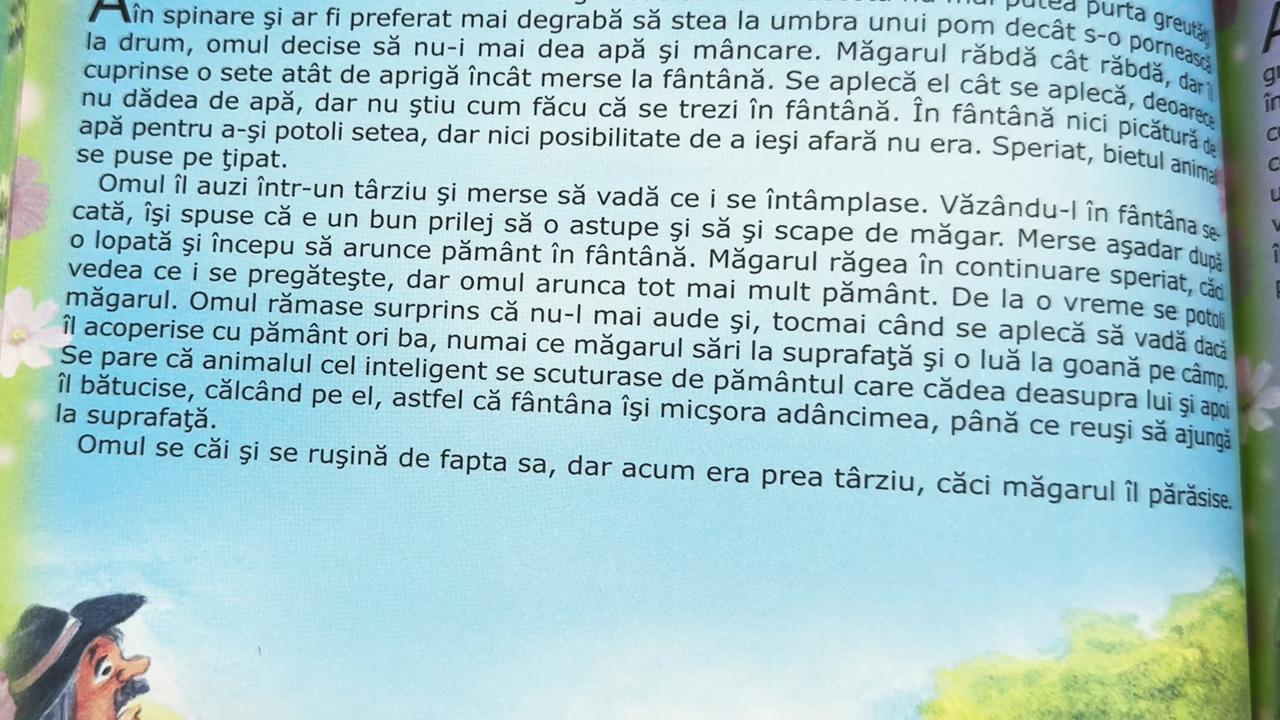 putea purta greutăți
A în spinare şi ar fi preferat mai degrabă să stea la umbra unui pom decât s-o pornească
la drum, omul decise să nu-i mai dea apă şi mâncare. Măgarul răbdă cât răbdă, dar îl
cuprinse o sete atât de aprigă încât merse la fântână. Se aplecă el cât se aplecă, deoarece
nu dădea de apă, dar nu ştiu cum făcu că se trezi în fântână. În fântână nici picătură de
apă pentru a-şi potoli setea, dar nici posibilitate de a ieşi afară nu era. Speriat, bietul animal
se puse pe ţipat.
Omul îl auzi într-un târziu şi merse să vadă ce i se întâmplase. Văzându-l în fântâna se-
cată, îşi spuse că e un bun prilej să o astupe şi să şi scape de măgar. Merse aşadar după
o lopată şi începu să arunce pământ în fântână. Măgarul răgea în continuare speriat, căci
vedea ce i se pregăteşte, dar omul arunca tot mai mult pământ. De la o vreme se potoli
măgarul. Omul rămase surprins că nu-l mai aude şi, tocmai când se aplecă să vadă dacă
îl acoperise cu pământ ori ba, numai ce măgarul sări la suprafaţă şi o luă la goană pe câmp.
Se pare că animalul cel inteligent se scuturase de pământul care cădea deasupra lui şi apoi
îl bătucise, călcând pe el, astfel că fântâna îşi micşora adâncimea, până ce reuşi să ajungă
la suprafaţă.
Omul se căi şi se ruşină de fapta sa, dar acum era prea târziu, căci măgarul îl părăsise.